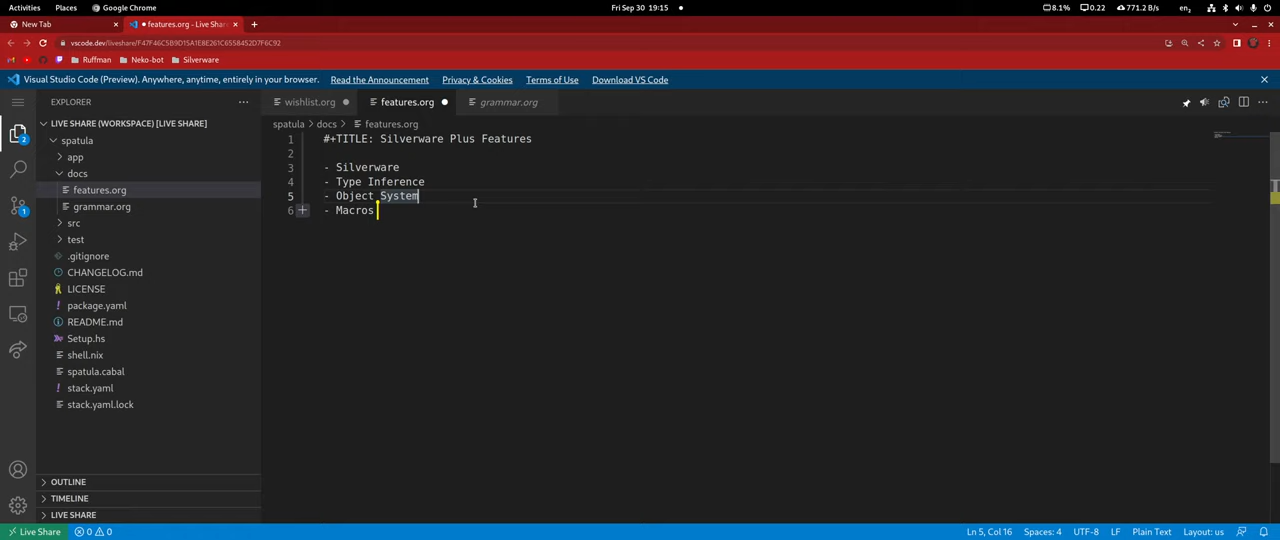 Activities Places Google Chrome Fri Sep 30 19:15 8.1% 0.22 771.2 B/s en₂
New Tab features.org - Live Share
vscode.dev/liveshare/F47F46C5B9D15A1E8E261C6558452D7F6C92
Ruffman Neko-bot Silverware
Visual Studio Code (Preview). Anywhere, anytime, entirely in your browser. Read the Announcement Privacy & Cookies Terms of Use Download VS Code
EXPLORER wishlist.org features.org grammar.org
LIVE SHARE (WORKSPACE) [LIVE SHARE] spatula > docs > features.org
spatula
app
docs
features.org
grammar.org
src
test
.gitignore
CHANGELOG.md
LICENSE
package.yaml
README.md
Setup.hs
shell.nix
spatula.cabal
stack.yaml
stack.yaml.lock
OUTLINE
TIMELINE
LIVE SHARE
2
1
1 #+TITLE: Silverware Plus Features
2
3 - Silverware
4 - Type Inference
5 - Object System
6 - Macros
Live Share 0 0 Ln 5, Col 16 Spaces: 4 UTF-8 LF Plain Text Layout: us